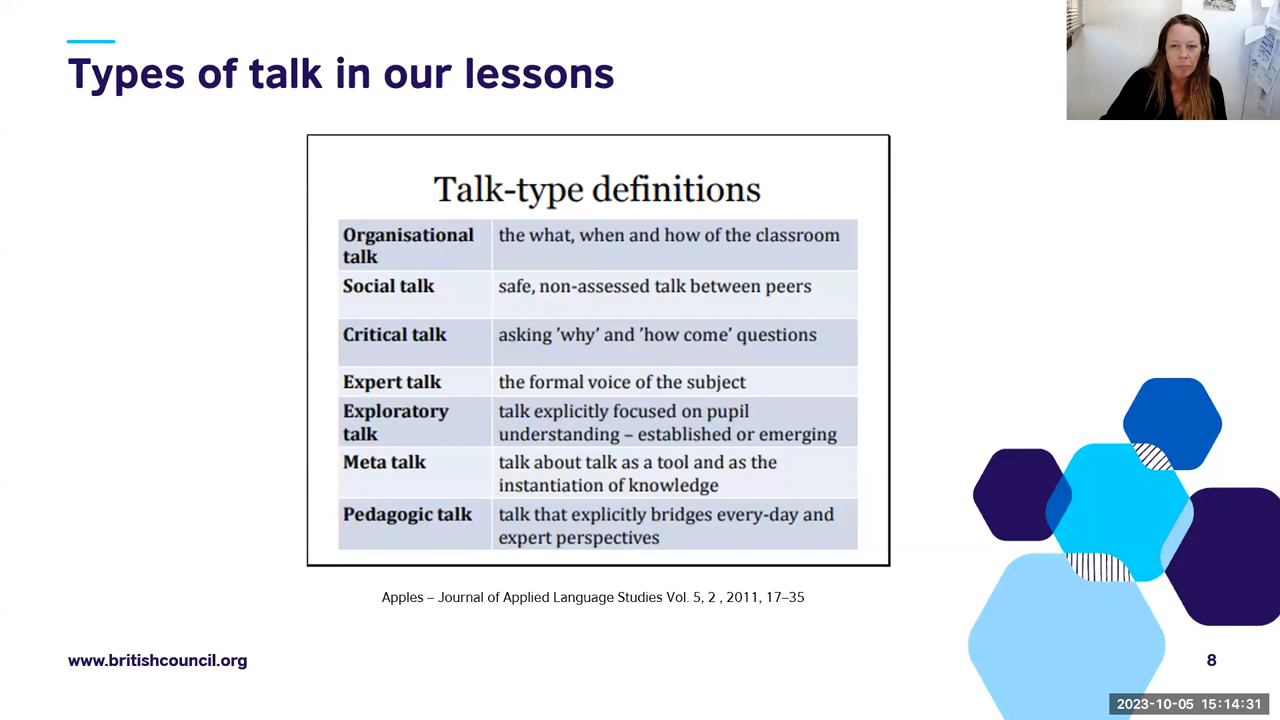 Types of talk in our lessons
Talk-type definitions
Organisational
talk
the what, when and how of the classroom
Social talk
safe, non-assessed talk between peers
Critical talk
asking ’why’ and ’how come’ questions
Expert talk
the formal voice of the subject
Exploratory
talk
talk explicitly focused on pupil
understanding – established or emerging
Meta talk
talk about talk as a tool and as the
instantiation of knowledge
Pedagogic talk
talk that explicitly bridges every-day and
expert perspectives
Apples – Journal of Applied Language Studies Vol. 5, 2 , 2011, 17–35
www.britishcouncil.org
8
2023-10-05 15:14:31